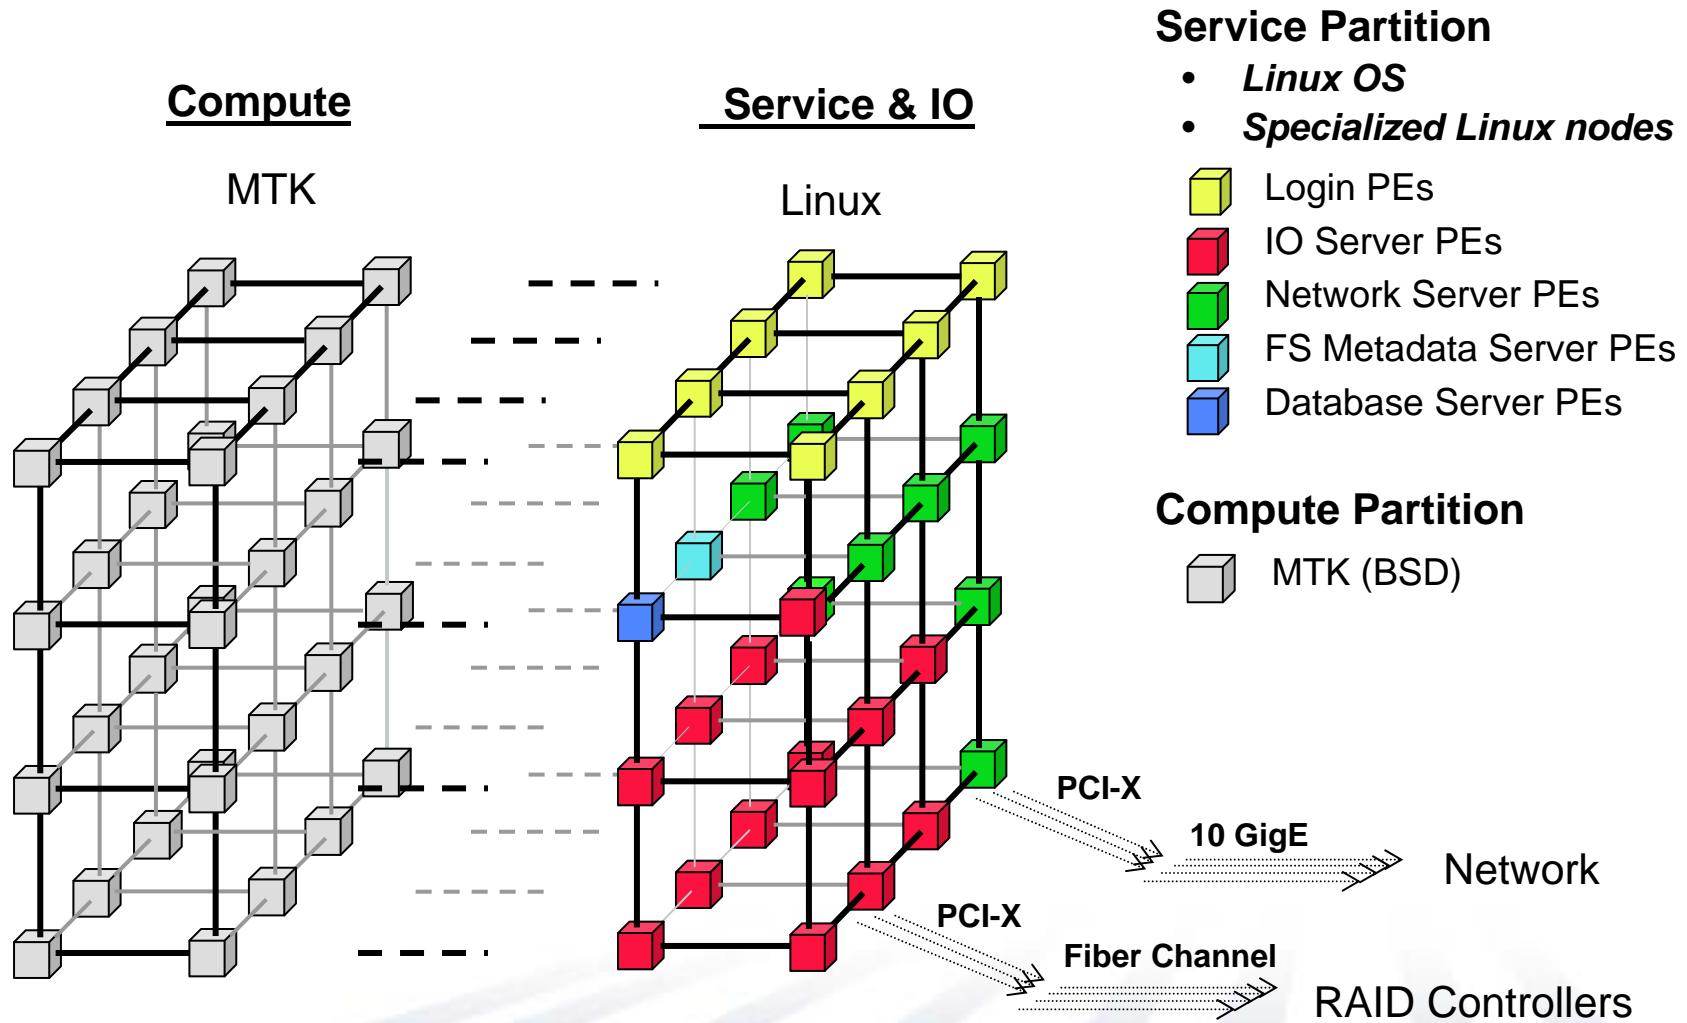 Compute
MTK
Service & IO
Linux
Service Partition
• Linux OS
• Specialized Linux nodes
Login PEs
IO Server PEs
Network Server PEs
FS Metadata Server PEs
Database Server PEs
Compute Partition
MTK (BSD)
PCI-X
10 GigE
Network
PCI-X
Fiber Channel
RAID Controllers